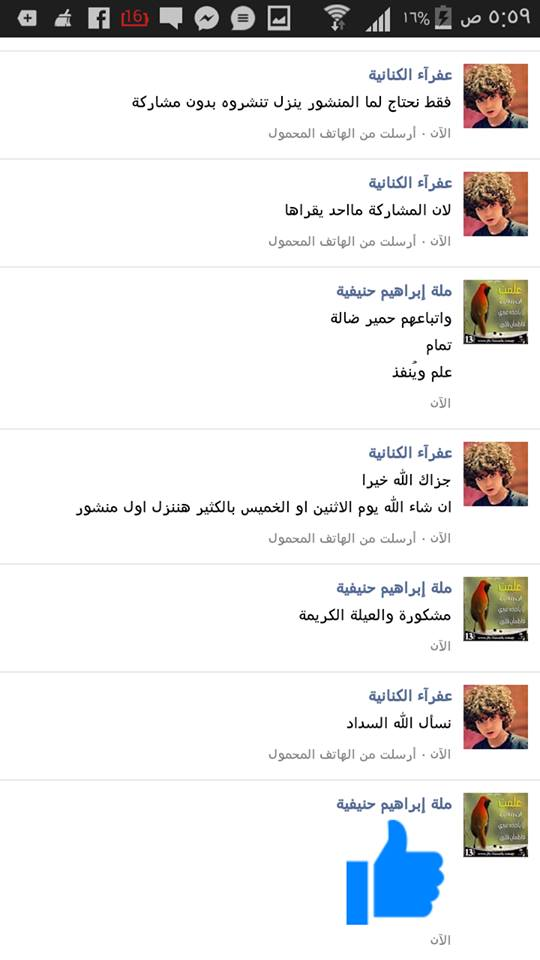 ٥:٥٩ ص ١٦%
16
عفرآء الكنانية
فقط نحتاج لما المنشور ينزل تنشروه بدون مشاركة
الآن · أرسلت من الهاتف المحمول
عفرآء الكنانية
لان المشاركة مااحد يقراها
الآن · أرسلت من الهاتف المحمول
ملة إبراهيم حنيفية
واتباعهم حمير ضالة
تمام
علم ويُنفذ
الآن
عفرآء الكنانية
جزاك الله خيرا
ان شاء الله يوم الاثنين او الخميس بالكثير هننزل اول منشور
الآن · أرسلت من الهاتف المحمول
ملة إبراهيم حنيفية
مشكورة والعيلة الكريمة
الآن
عفرآء الكنانية
نسأل الله السداد
الآن · أرسلت من الهاتف المحمول
ملة إبراهيم حنيفية
الآن